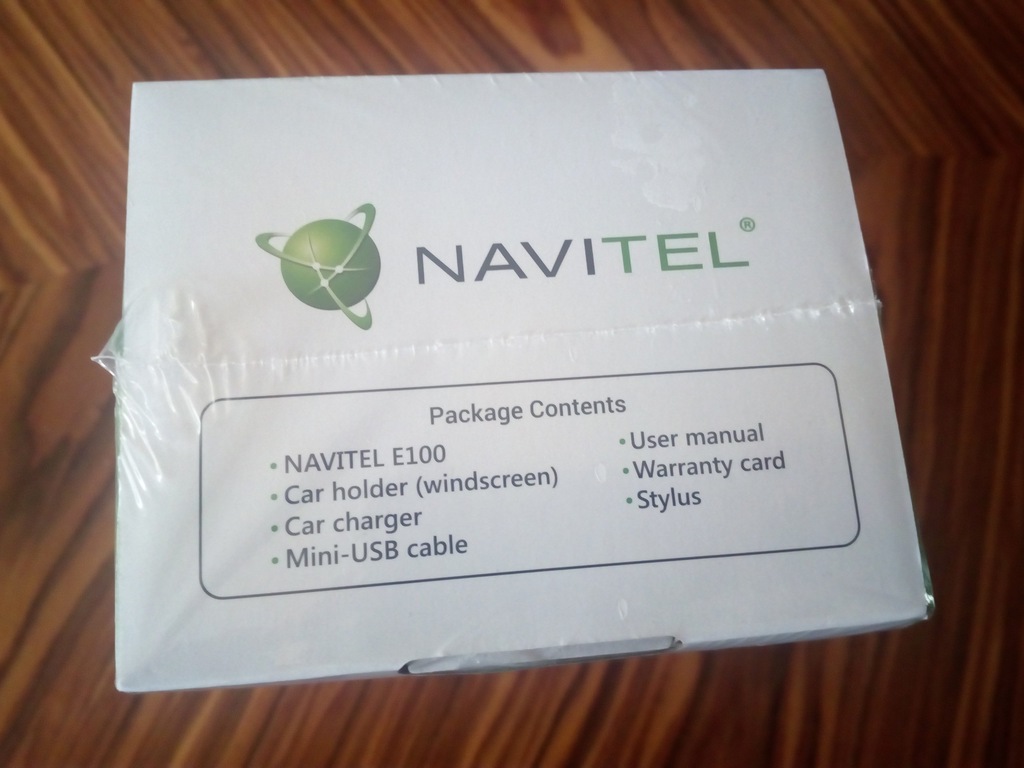 NAVITEL®
Package Contents
• NAVITEL E100
• Car holder (windscreen)
• Car charger
• Mini-USB cable
• User manual
• Warranty card
• Stylus